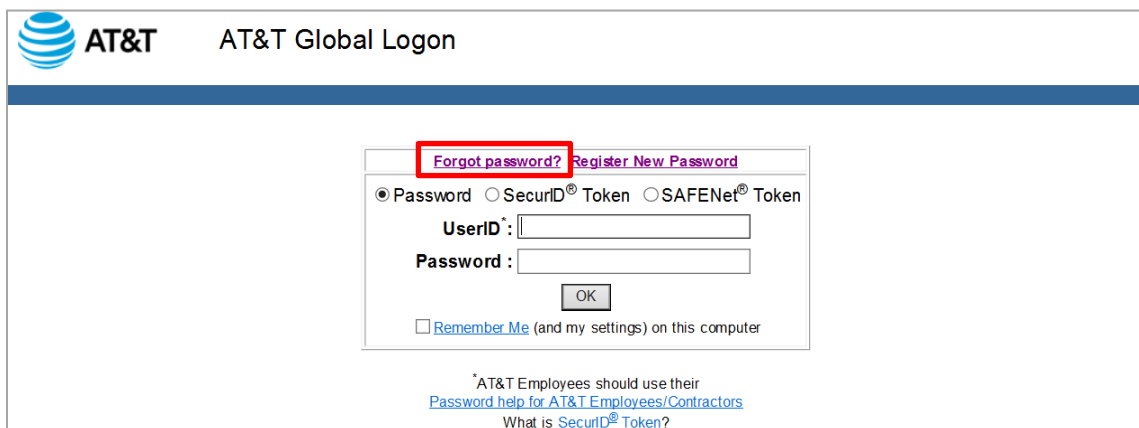 AT&T AT&T Global Logon
Forgot password? Register New Password
Password SecurID® Token SAFENet® Token
UserID*:
Password :
OK
Remember Me (and my settings) on this computer
*AT&T Employees should use their
Password help for AT&T Employees/Contractors
What is SecurID® Token?